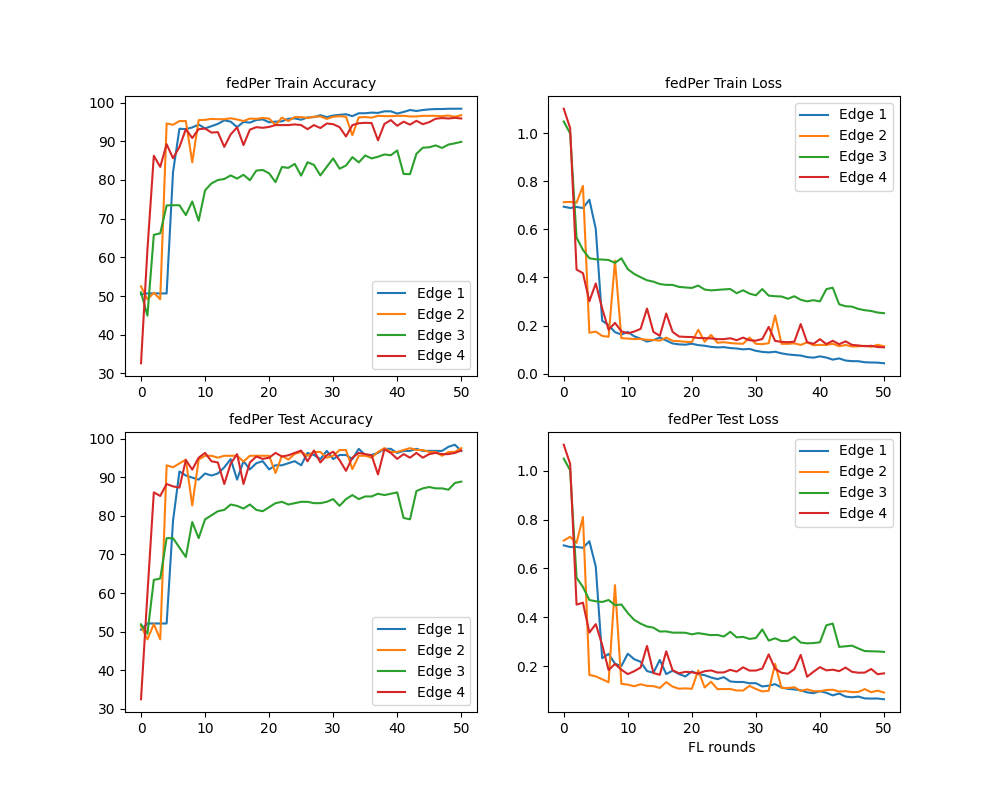 fedPer Train Accuracy
100
90
80
70
60
50
40
30
0 10 20 30 40 50
Edge 1
Edge 2
Edge 3
Edge 4
fedPer Train Loss
1.0
0.8
0.6
0.4
0.2
0.0
0 10 20 30 40 50
Edge 1
Edge 2
Edge 3
Edge 4
fedPer Test Accuracy
100
90
80
70
60
50
40
30
0 10 20 30 40 50
Edge 1
Edge 2
Edge 3
Edge 4
fedPer Test Loss
1.0
0.8
0.6
0.4
0.2
0 10 20 30 40 50
Edge 1
Edge 2
Edge 3
Edge 4
FL rounds